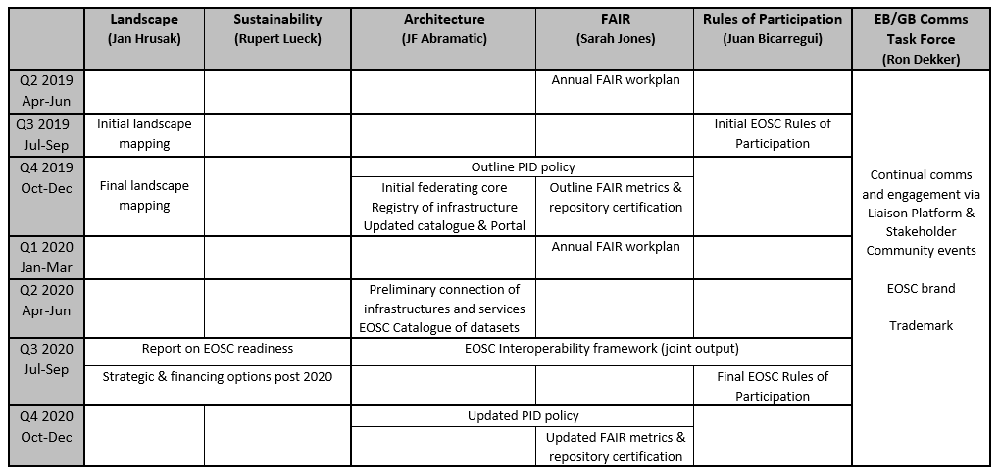 Landscape
(Jan Hrusak)
Sustainability
(Rupert Lueck)
Architecture
(JF Abramatic)
FAIR
(Sarah Jones)
Rules of Participation
(Juan Bicarregui)
EB/GB Comms
Task Force
(Ron Dekker)
Q2 2019
Apr-Jun
Annual FAIR workplan
Q3 2019
Jul-Sep
Initial landscape
mapping
Initial EOSC Rules of
Participation
Q4 2019
Oct-Dec
Final landscape
mapping
Outline PID policy
Initial federating core
Registry of infrastructure
Updated catalogue & Portal
Outline FAIR metrics &
repository certification
Q1 2020
Jan-Mar
Annual FAIR workplan
Q2 2020
Apr-Jun
Preliminary connection of
infrastructures and services
EOSC Catalogue of datasets
Q3 2020
Jul-Sep
Report on EOSC readiness
EOSC Interoperability framework (joint output)
Strategic & financing options post 2020
Final EOSC Rules of
Participation
Q4 2020
Oct-Dec
Updated PID policy
Updated FAIR metrics &
repository certification
Continual comms
and engagement via
Liaison Platform &
Stakeholder
Community events
EOSC brand
Trademark